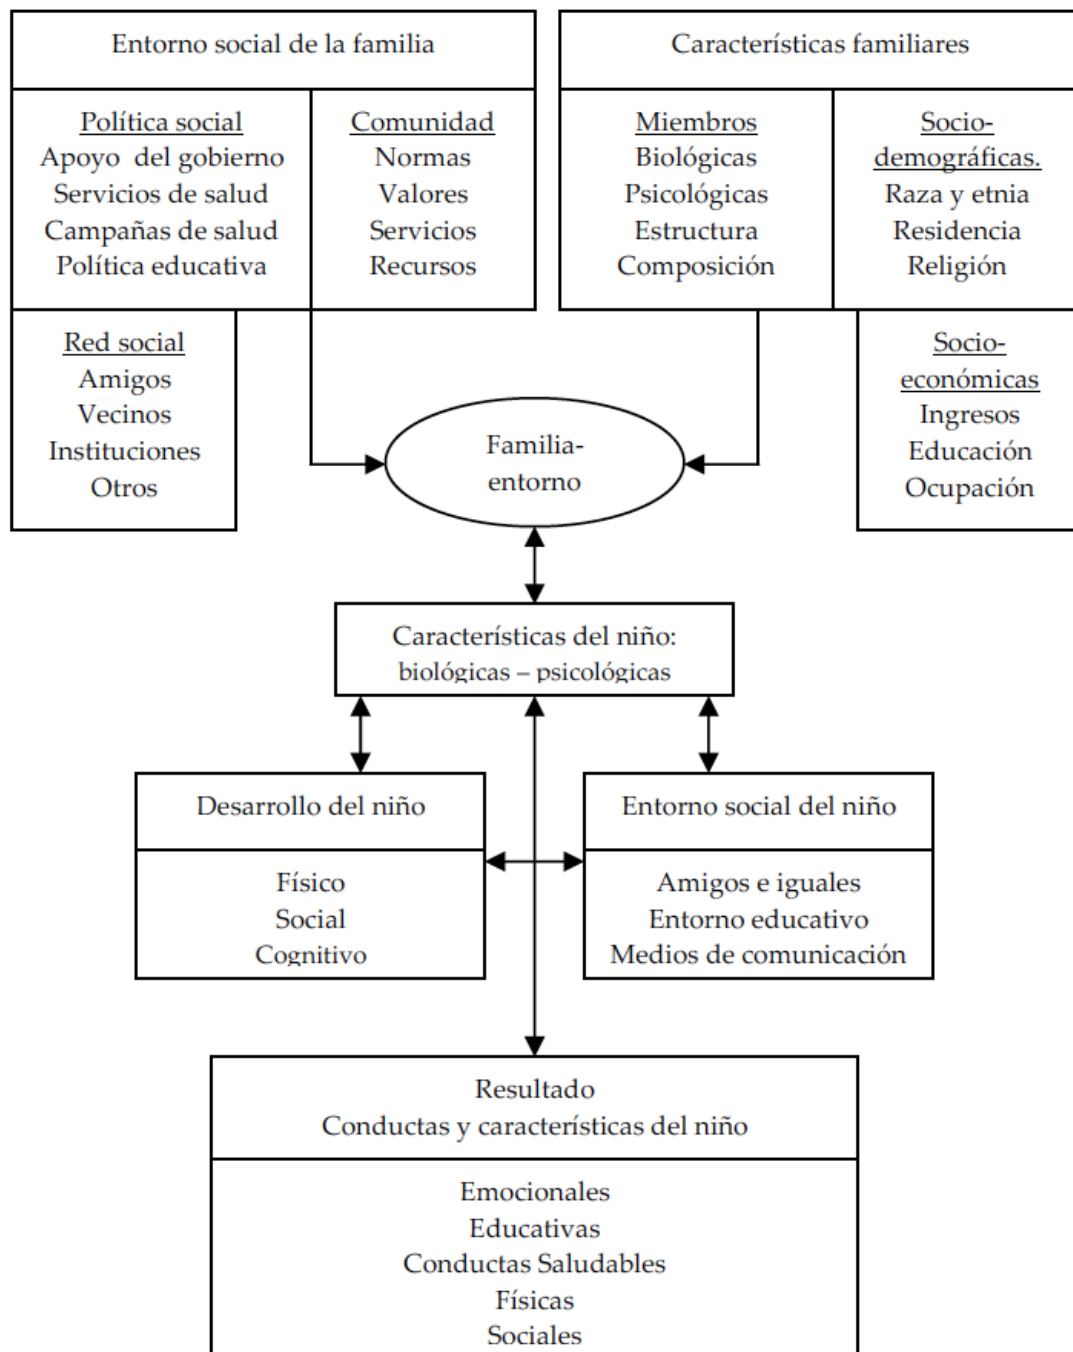 Entorno social de la familia
Política social
Apoyo del gobierno
Servicios de salud
Campañas de salud
Política educativa
Comunidad
Normas
Valores
Servicios
Recursos
Red social
Amigos
Vecinos
Instituciones
Otros
Características familiares
Miembros
Biológicas
Psicológicas
Estructura
Composición
Socio-
demográficas.
Raza y etnia
Residencia
Religión
Socio-
económicas
Ingresos
Educación
Ocupación
Familia-
entorno
Características del niño:
biológicas – psicológicas
Desarrollo del niño
Físico
Social
Cognitivo
Entorno social del niño
Amigos e iguales
Entorno educativo
Medios de comunicación
Resultado
Conductas y características del niño
Emocionales
Educativas
Conductas Saludables
Físicas
Sociales